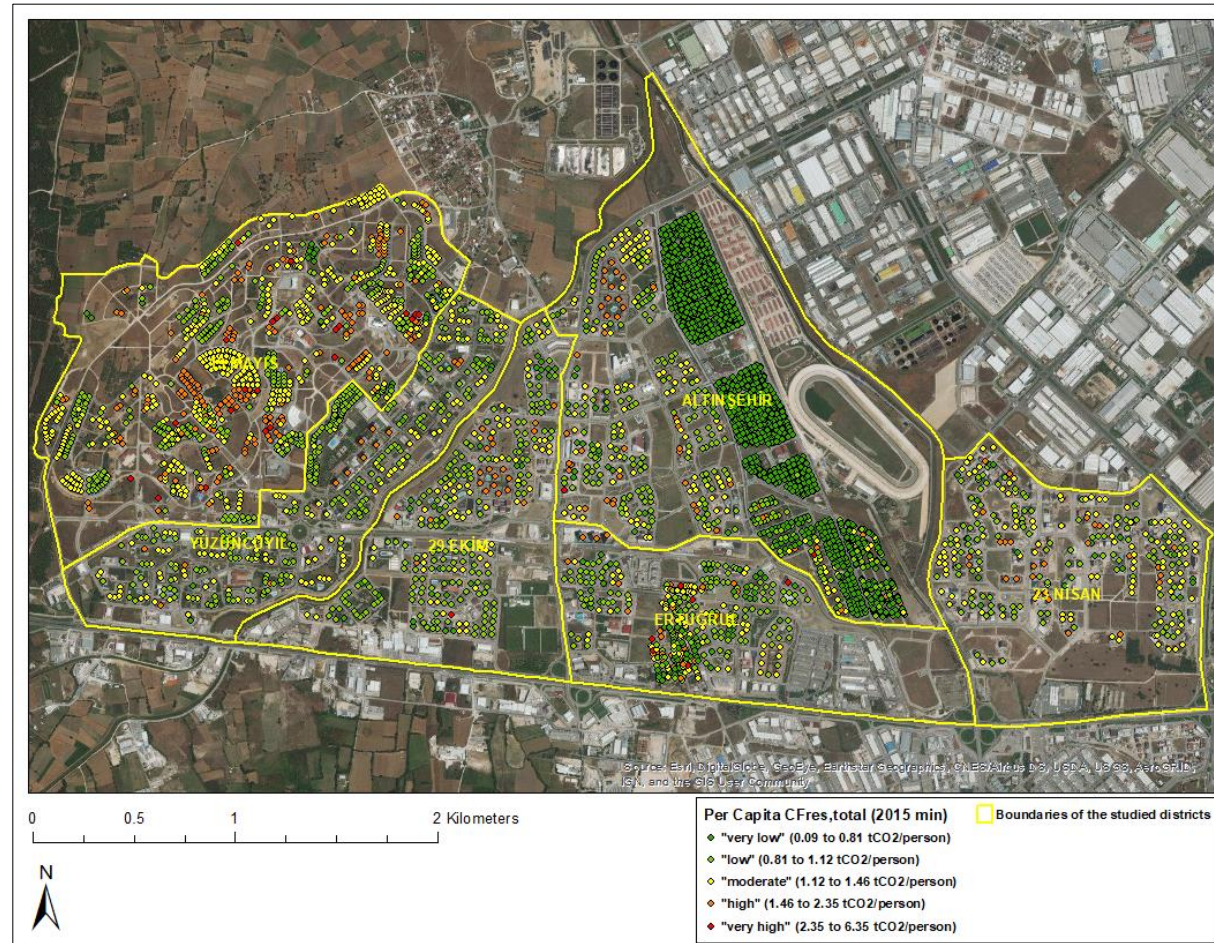 ALTINŞEHİR
MAYIS
YÜZÜNCÜYIL
29 EKİM
23 NİSAN
ERTUĞRUL
Source: Esri, DigitalGlobe, GeoEye, Earthstar Geographics, CNES/Airbus DS, USDA, USGS, AeroGRID,
IGN, and the GIS User Community
0 0.5 1 2 Kilometers
N
Per Capita CFres,total (2015 min)
"very low" (0.09 to 0.81 tCO2/person)
"low" (0.81 to 1.12 tCO2/person)
"moderate" (1.12 to 1.46 tCO2/person)
"high" (1.46 to 2.35 tCO2/person)
"very high" (2.35 to 6.35 tCO2/person)
Boundaries of the studied districts